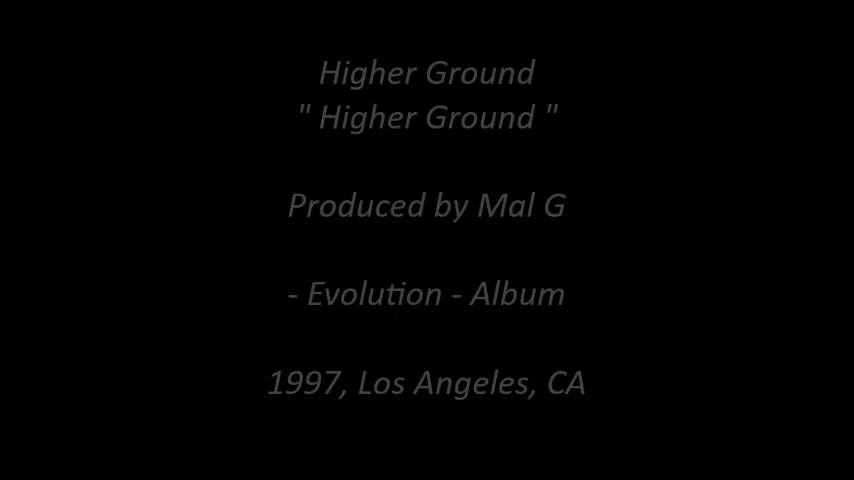 Higher Ground
" Higher Ground "
Produced by Mal G
- Evolution - Album
1997, Los Angeles, CA